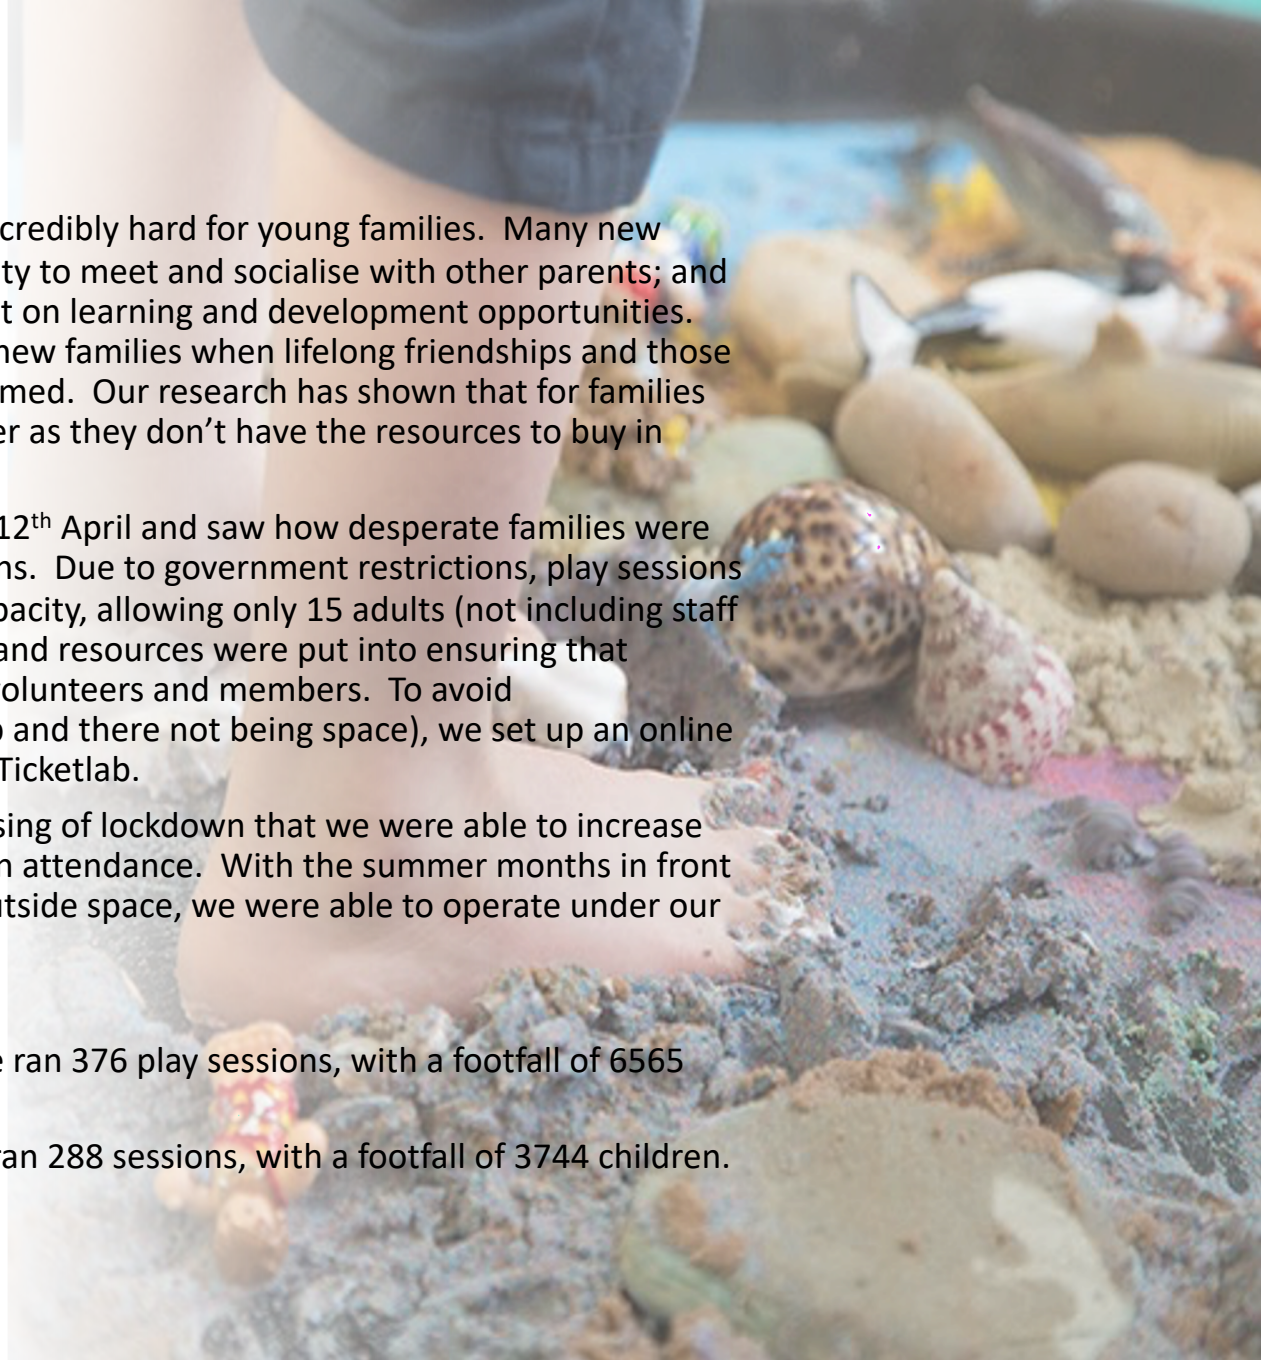 credibly hard for young families.  Many new
ty to meet and socialise with other parents; and
t on learning and development opportunities.
new families when lifelong friendships and those
med.  Our research has shown that for families
er as they don’t have the resources to buy in
12th April and saw how desperate families were
ns.  Due to government restrictions, play sessions
pacity, allowing only 15 adults (not including staff
and resources were put into ensuring that
volunteers and members.  To avoid
and there not being space), we set up an online
Ticketlab.
sing of lockdown that we were able to increase
n attendance.  With the summer months in front
utside space, we were able to operate under our
e ran 376 play sessions, with a footfall of 6565
ran 288 sessions, with a footfall of 3744 children.